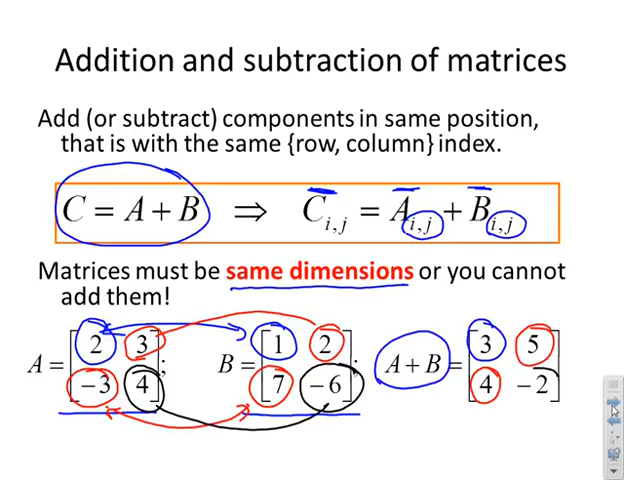 Addition and subtraction of matrices
Add (or subtract) components in same position,
that is with the same {row, column} index.
C = A + B ⇒ C_{i,j} = A_{i,j} + B_{i,j}
Matrices must be same dimensions or you cannot
add them!
A = [2 3; −3 4]; B = [1 2; 7 −6]; A + B = [3 5; 4 −2]